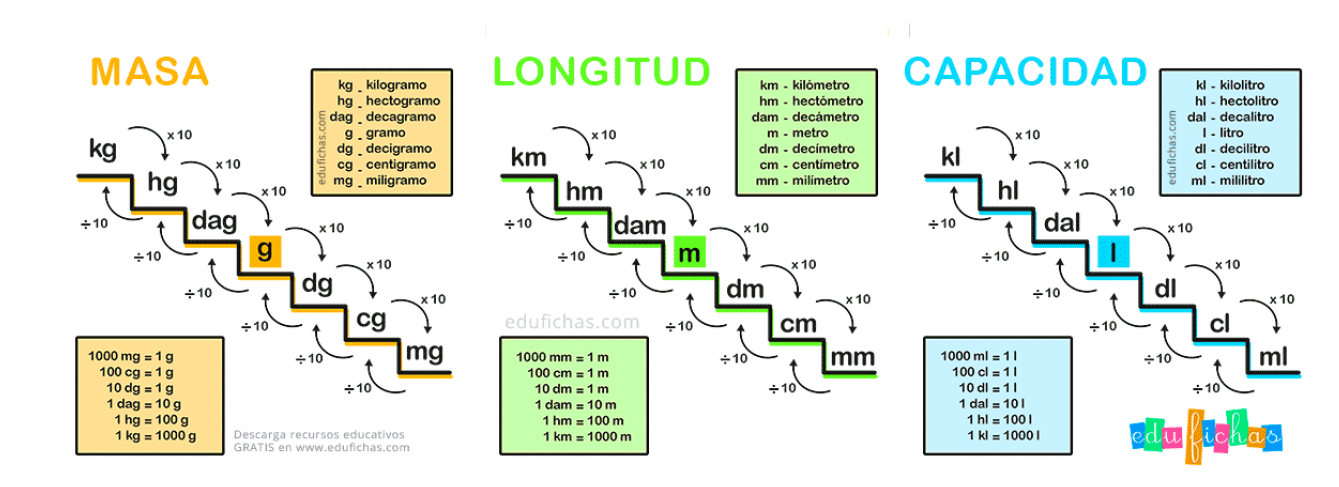 MASA
kg - kilogramo
hg - hectogramo
dag - decagramo
g - gramo
dg - decigramo
cg - centigramo
mg - miligramo
edufichas.com
kg
x 10
hg
x 10
dag
x 10
g
x 10
dg
x 10
cg
x 10
mg
÷10
÷10
÷10
÷10
÷10
÷10
1000 mg = 1 g
100 cg = 1 g
10 dg = 1 g
1 dag = 10 g
1 hg = 100 g
1 kg = 1000 g
Descarga recursos educativos
GRATIS en www.edufichas.com
LONGITUD
km - kilómetro
hm - hectómetro
dam - decámetro
m - metro
dm - decímetro
cm - centímetro
mm - milímetro
km
x 10
hm
x 10
dam
x 10
m
x 10
dm
x 10
cm
x 10
mm
÷10
÷10
÷10
÷10
÷10
÷10
edufichas.com
1000 mm = 1 m
100 cm = 1 m
10 dm = 1 m
1 dam = 10 m
1 hm = 100 m
1 km = 1000 m
CAPACIDAD
kl - kilolitro
hl - hectolitro
dal - decalitro
l - litro
dl - decilitro
cl - centilitro
ml - mililitro
edufichas.com
kl
x 10
hl
x 10
dal
x 10
l
x 10
dl
x 10
cl
x 10
ml
÷10
÷10
÷10
÷10
÷10
÷10
1000 ml = 1 l
100 cl = 1 l
10 dl = 1 l
1 dal = 10 l
1 hl = 100 l
1 kl = 1000 l
edufichas